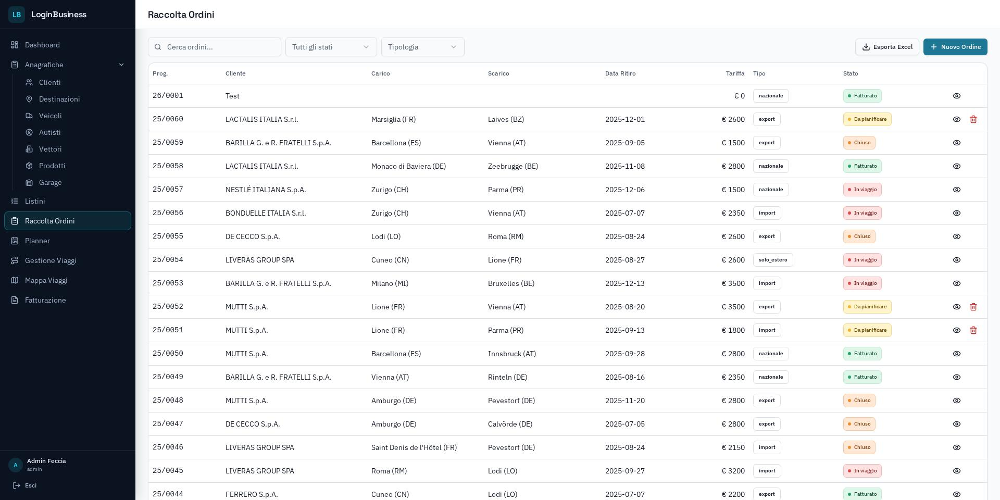 LB LoginBusiness
Raccolta Ordini
Dashboard
Anagrafiche
Clienti
Destinazioni
Veicoli
Autisti
Vettori
Prodotti
Garage
Listini
Raccolta Ordini
Planner
Gestione Viaggi
Mappa Viaggi
Fatturazione
A Admin Feccia
admin
Esci
Cerca ordini... Tutti gli stati Tipologia Esporta Excel Nuovo Ordine
Prog. Cliente Carico Scarico Data Ritiro Tariffa Tipo Stato
26/0001 Test € 0 nazionale Fatturato
25/0060 LACTALIS ITALIA S.r.l. Marsiglia (FR) Laives (BZ) 2025-12-01 € 2600 export Da pianificare
25/0059 BARILLA G. e R. FRATELLI S.p.A. Barcellona (ES) Vienna (AT) 2025-09-05 € 1500 export Chiuso
25/0058 LACTALIS ITALIA S.r.l. Monaco di Baviera (DE) Zeebrugge (BE) 2025-11-08 € 2800 nazionale Fatturato
25/0057 NESTLÉ ITALIANA S.p.A. Zurigo (CH) Parma (PR) 2025-12-06 € 1500 nazionale In viaggio
25/0056 BONDUELLE ITALIA S.r.l. Zurigo (CH) Vienna (AT) 2025-07-07 € 2350 import In viaggio
25/0055 DE CECCO S.p.A. Lodi (LO) Roma (RM) 2025-08-24 € 2600 export Chiuso
25/0054 LIVERAS GROUP SPA Cuneo (CN) Lione (FR) 2025-08-27 € 2600 solo_estero In viaggio
25/0053 BARILLA G. e R. FRATELLI S.p.A. Milano (MI) Bruxelles (BE) 2025-12-13 € 3500 import In viaggio
25/0052 MUTTI S.p.A. Lione (FR) Vienna (AT) 2025-08-20 € 3500 export Da pianificare
25/0051 MUTTI S.p.A. Lione (FR) Parma (PR) 2025-09-13 € 1800 import Da pianificare
25/0050 MUTTI S.p.A. Barcellona (ES) Innsbruck (AT) 2025-09-28 € 2800 nazionale Fatturato
25/0049 BARILLA G. e R. FRATELLI S.p.A. Vienna (AT) Rinteln (DE) 2025-08-16 € 2350 nazionale Fatturato
25/0048 MUTTI S.p.A. Amburgo (DE) Pevestorf (DE) 2025-11-20 € 2800 export Chiuso
25/0047 DE CECCO S.p.A. Amburgo (DE) Calvörde (DE) 2025-07-05 € 2800 export Chiuso
25/0046 LIVERAS GROUP SPA Saint Denis de l'Hôtel (FR) Pevestorf (DE) 2025-08-24 € 2150 import Chiuso
25/0045 LIVERAS GROUP SPA Roma (RM) Lodi (LO) 2025-09-27 € 3200 import In viaggio
25/0044 FERRERO S.p.A. Cuneo (CN) Lodi (LO) 2025-07-07 € 2200 export Fatturato